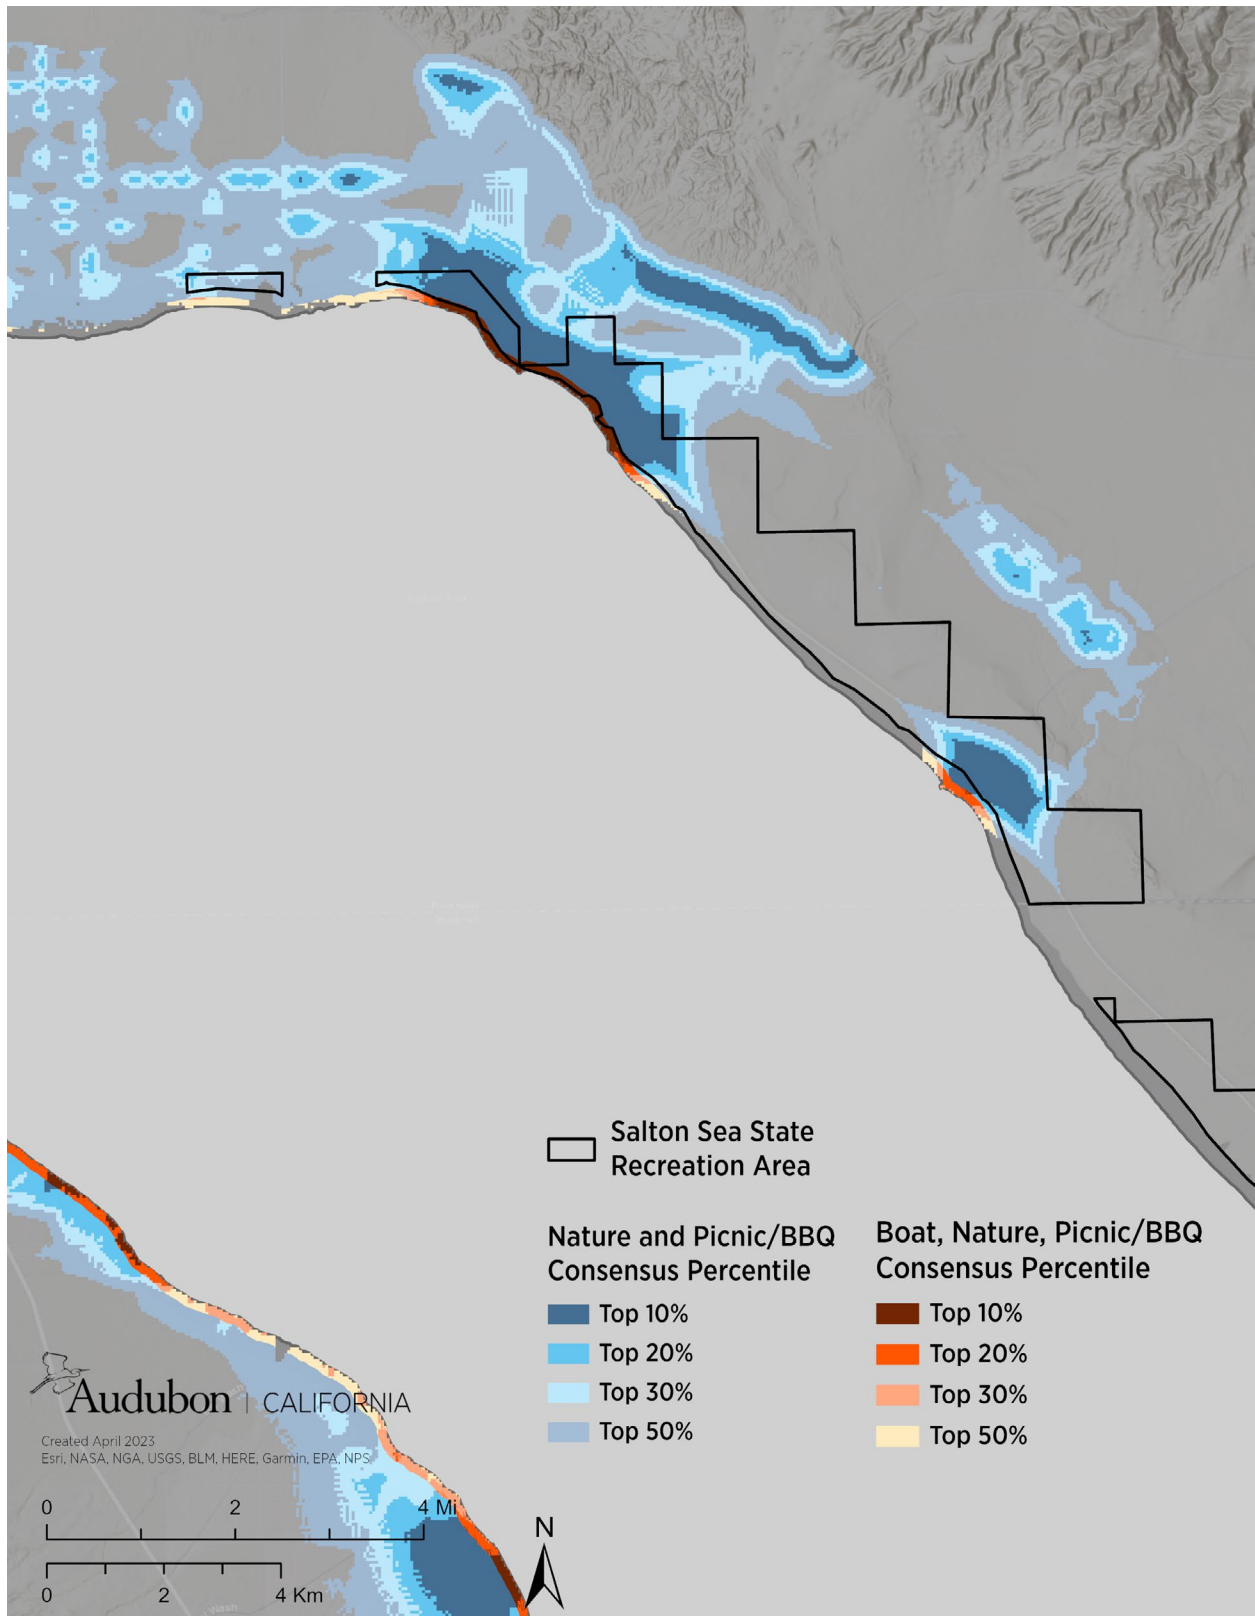 Salton Sea State
Recreation Area
Nature and Picnic/BBQ
Consensus Percentile
Top 10%
Top 20%
Top 30%
Top 50%
Boat, Nature, Picnic/BBQ
Consensus Percentile
Top 10%
Top 20%
Top 30%
Top 50%
Audubon | CALIFORNIA
Created April 2023
Esri, NASA, NGA, USGS, BLM, HERE, Garmin, EPA, NPS
0 2 4 Mi
0 2 4 Km
N
Wash